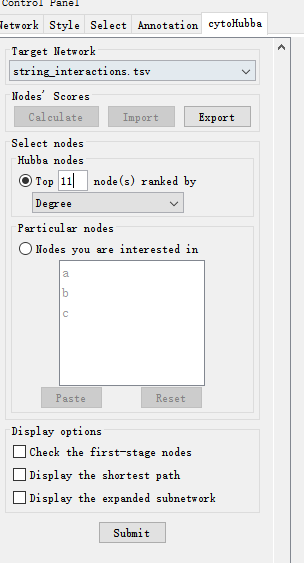 Control Panel
Network Style Select Annotation cytoHubba
Target Network
string_interactions.tsv
Nodes' Scores
Calculate Import Export
Select nodes
Hubba nodes
Top 11 node(s) ranked by
Degree
Particular nodes
Nodes you are interested in
a
b
c
Paste Reset
Display options
Check the first-stage nodes
Display the shortest path
Display the expanded subnetwork
Submit